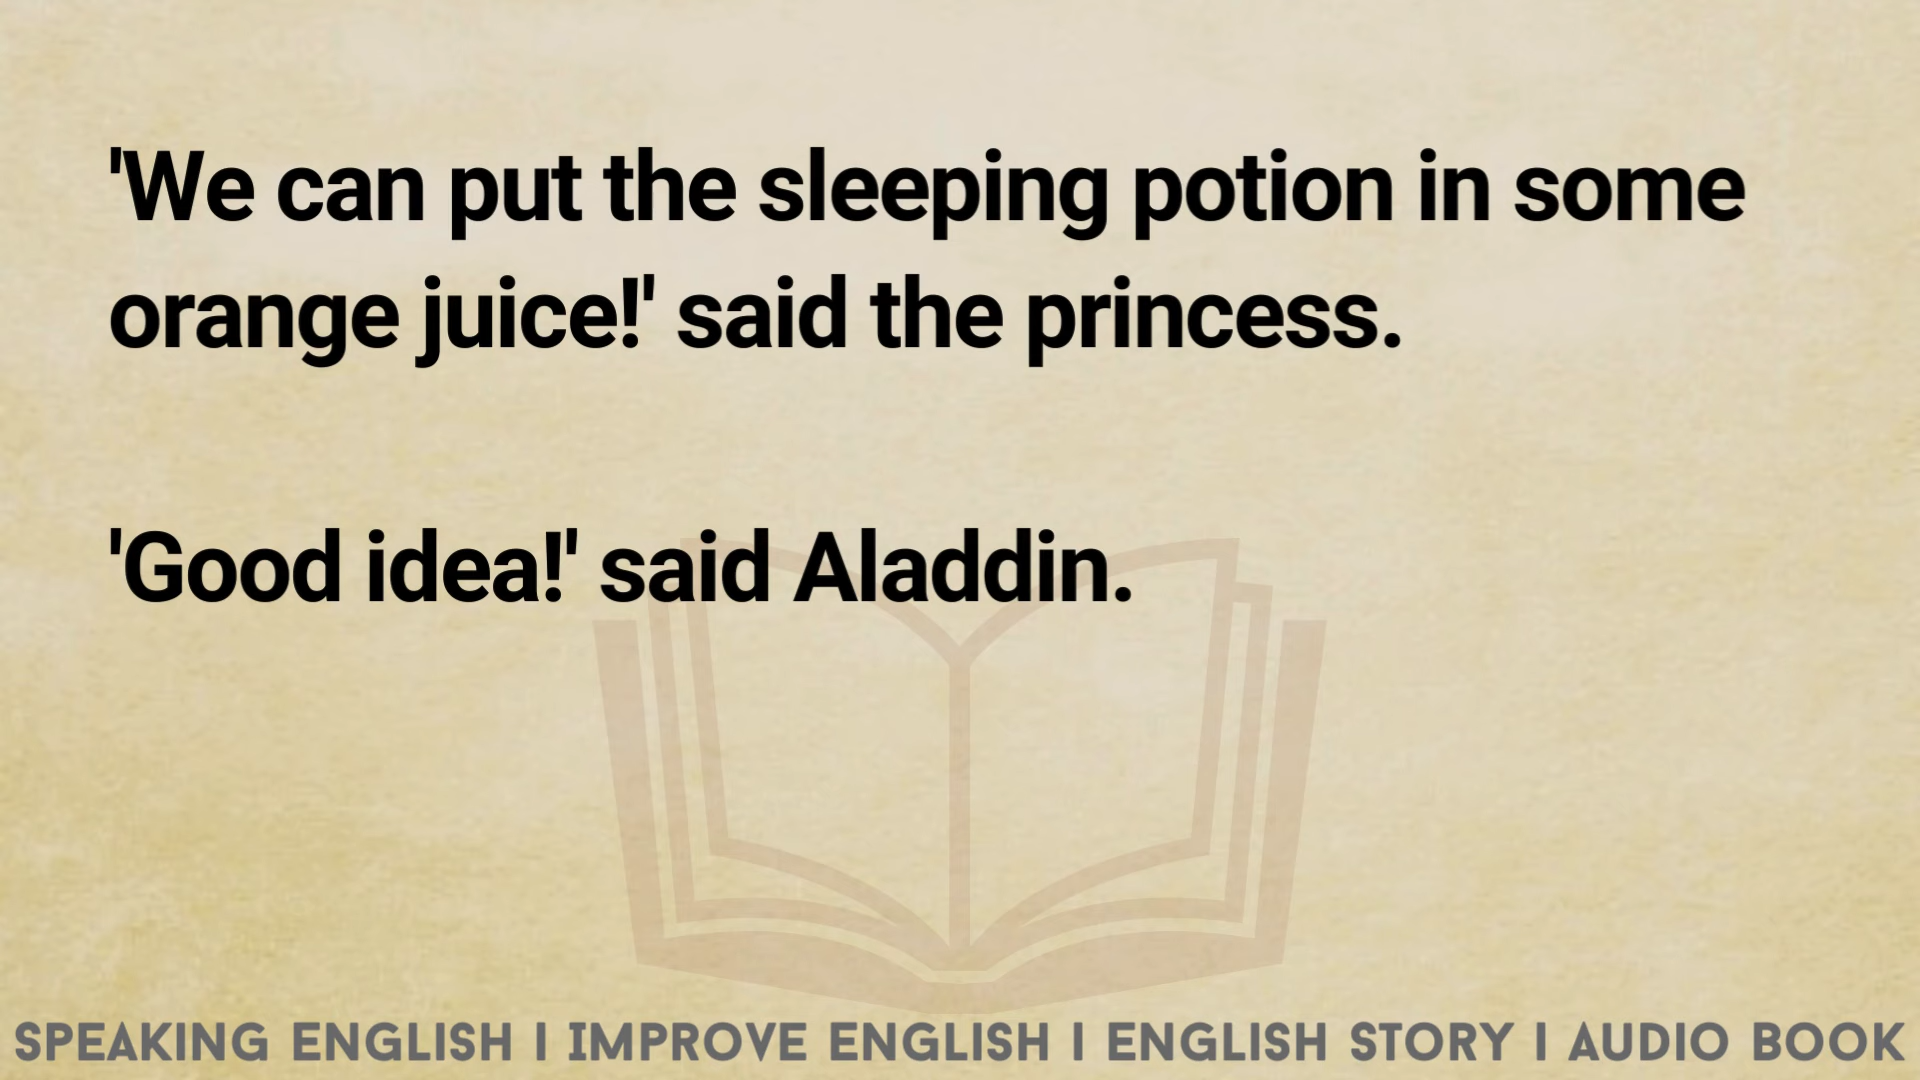 'We can put the sleeping potion in some
orange juice!' said the princess.
'Good idea!' said Aladdin.
SPEAKING ENGLISH I IMPROVE ENGLISH I ENGLISH STORY I AUDIO BOOK